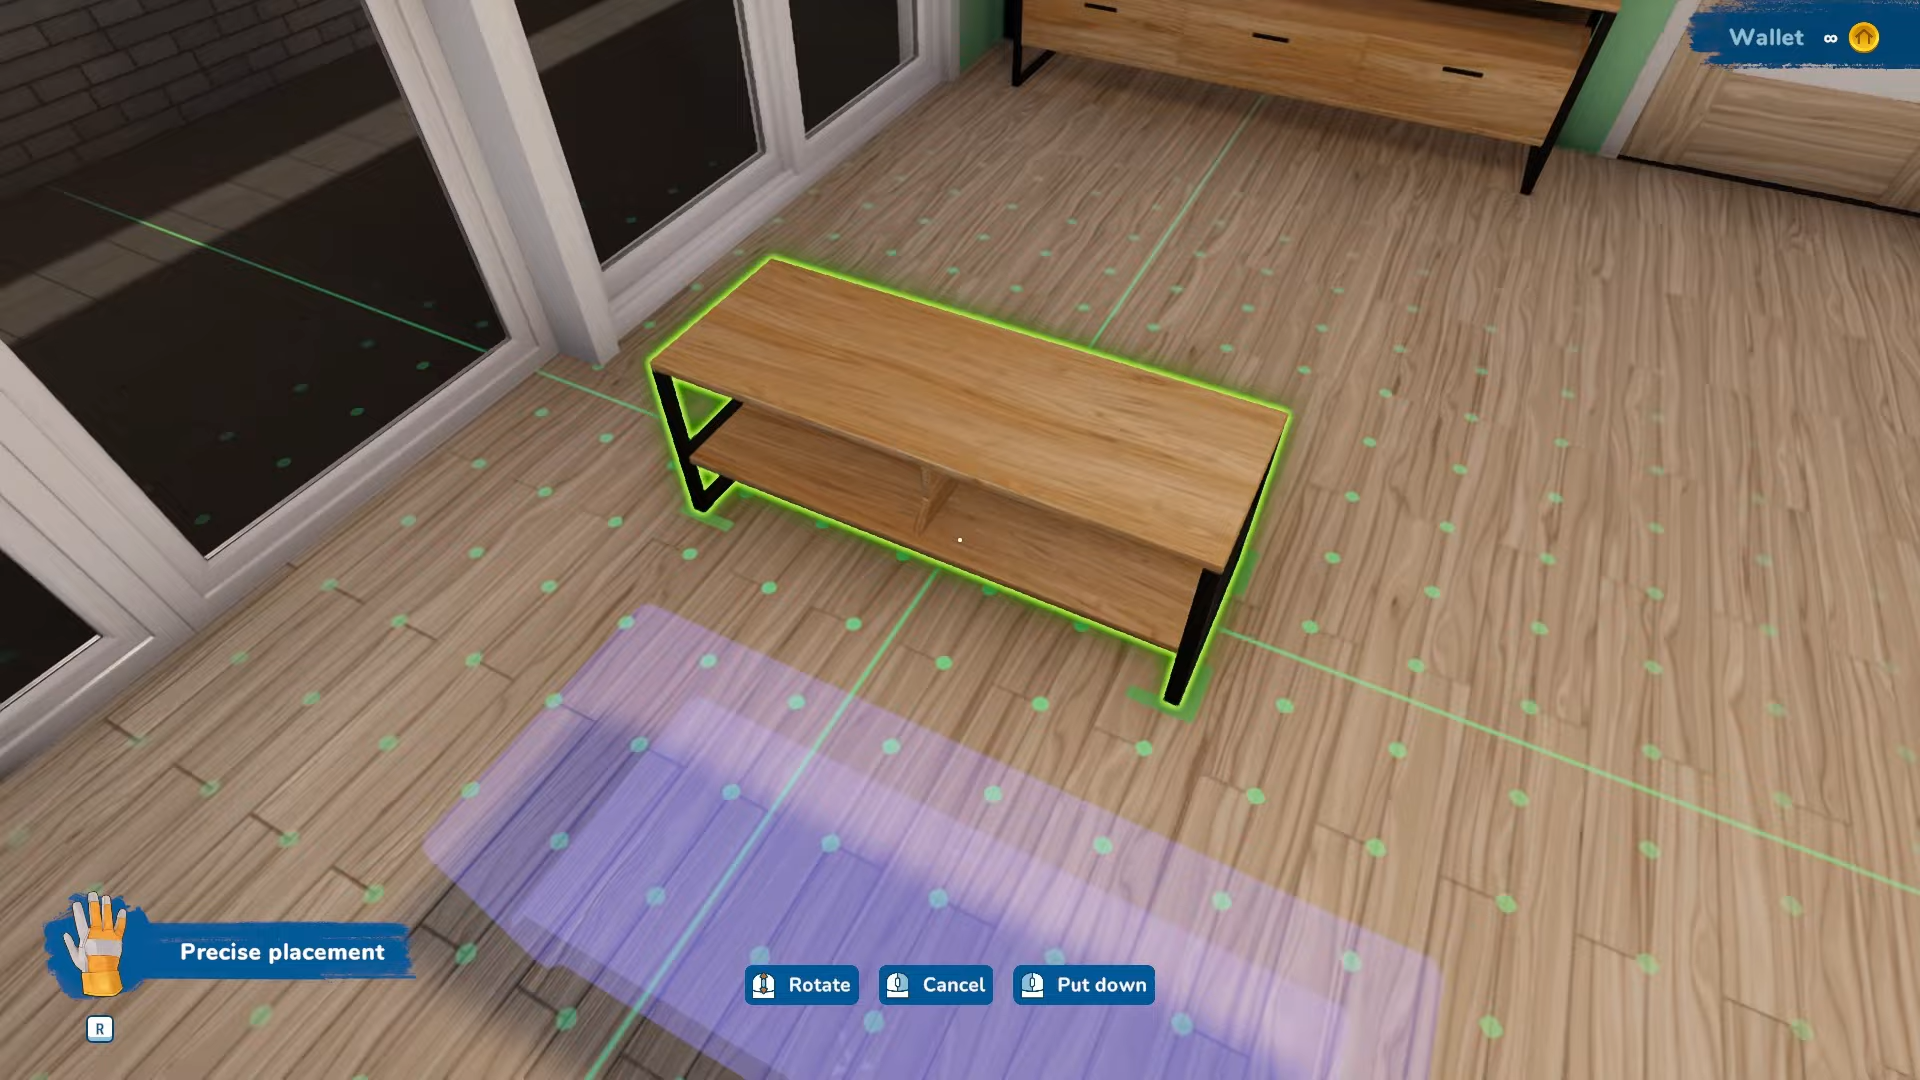 Wallet ∞
Precise placement
R
Rotate
Cancel
Put down